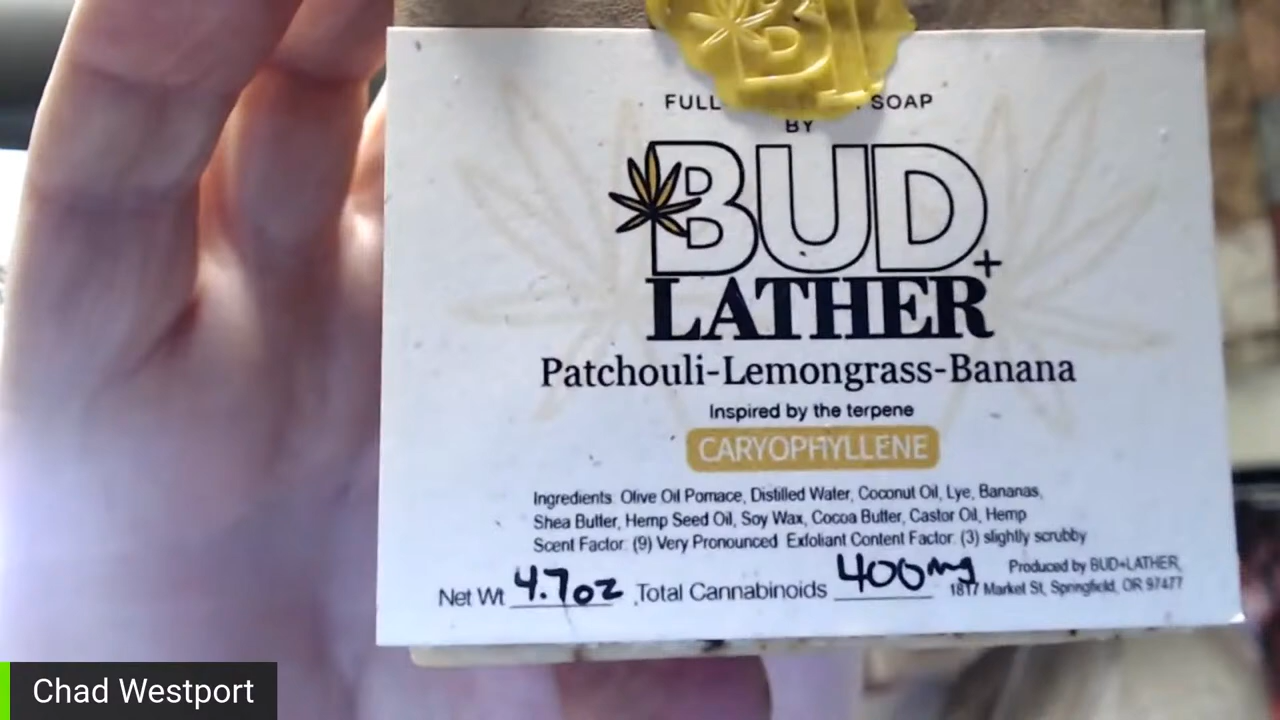 FULL SOAP
BY
BUD+
LATHER
Patchouli-Lemongrass-Banana
Inspired by the terpene
CARYOPHYLLENE
Ingredients: Olive Oil Pomace, Distilled Water, Coconut Oil, Lye, Bananas,
Shea Butter, Hemp Seed Oil, Soy Wax, Cocoa Butter, Castor Oil, Hemp
Scent Factor: (9) Very Pronounced Exfoliant Content Factor: (3) slightly scrubby
Net Wt 4.7oz Total Cannabinoids 400mg
Produced by BUD+LATHER,
1817 Market St, Springfield, OR 97477
Chad Westport